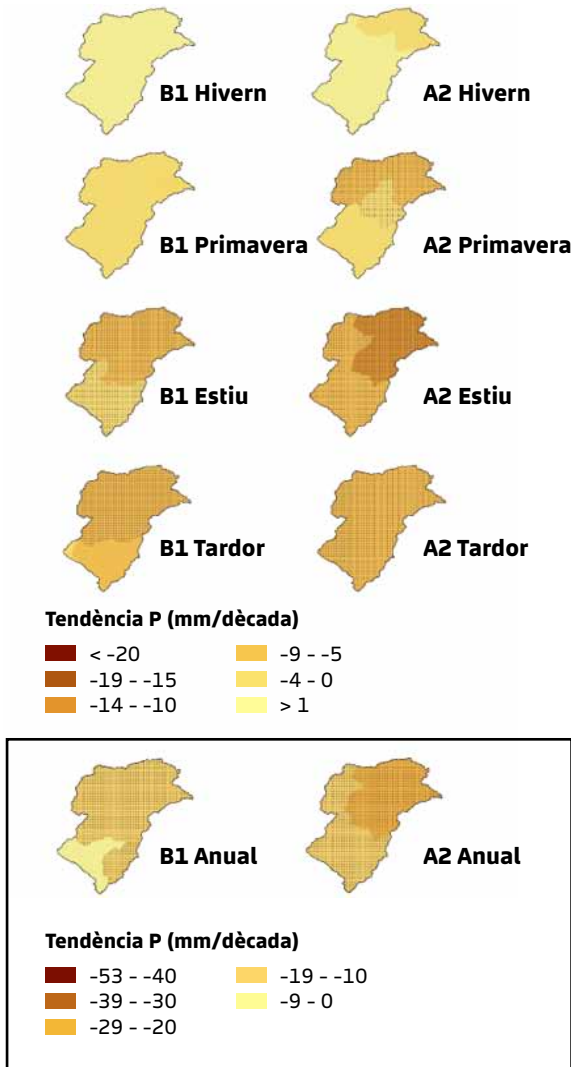 B1 Hivern
A2 Hivern
B1 Primavera
A2 Primavera
B1 Estiu
A2 Estiu
B1 Tardor
A2 Tardor
Tendència P (mm/dècada)
< -20
-19 - -15
-14 - -10
-9 - -5
-4 - 0
> 1
B1 Anual
A2 Anual
Tendència P (mm/dècada)
-53 - -40
-39 - -30
-29 - -20
-19 - -10
-9 - 0